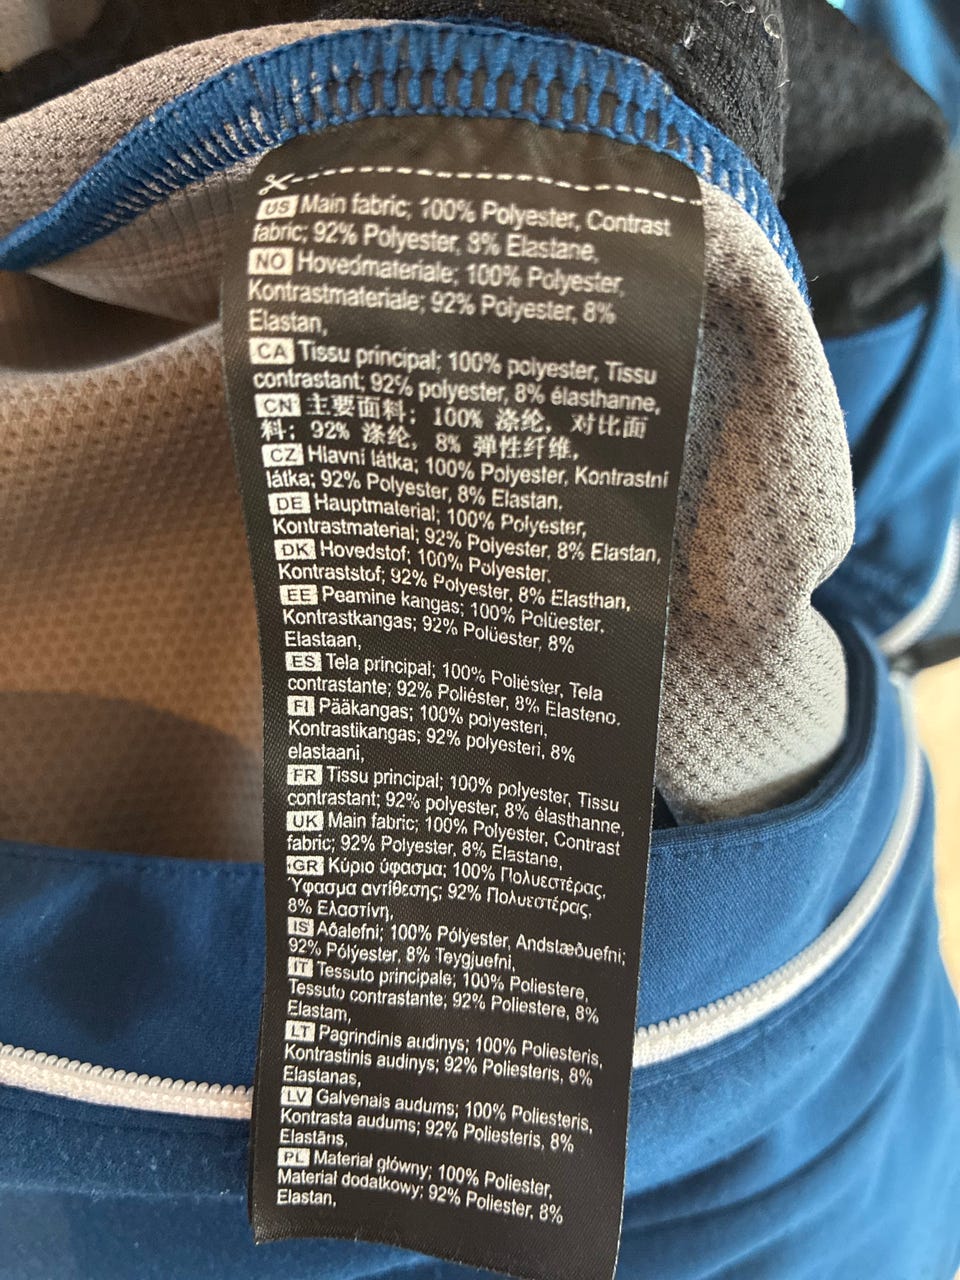 US Main fabric; 100% Polyester, Contrast
fabric; 92% Polyester, 8% Elastane,
NO Hovedmateriale; 100% Polyester,
Kontrastmateriale; 92% Polyester, 8%
Elastan,
CA Tissu principal; 100% polyester, Tissu
contrastant; 92% polyester, 8% élasthanne,
CN 主要面料; 100% 涤纶, 对比面
料; 92% 涤纶, 8% 弹性纤维,
CZ Hlavní látka; 100% Polyester, Kontrastní
látka; 92% Polyester, 8% Elastan,
DE Hauptmaterial; 100% Polyester,
Kontrastmaterial; 92% Polyester, 8% Elastan,
DK Hovedstof; 100% Polyester,
Kontraststof; 92% Polyester, 8% Elasthan,
EE Peamine kangas; 100% Polüester,
Kontrastkangas; 92% Polüester, 8%
Elastaan,
ES Tela principal; 100% Poliéster, Tela
contrastante; 92% Poliéster, 8% Elasteno,
FI Pääkangas; 100% polyesteri,
Kontrastikangas; 92% polyesteri, 8%
elastaani,
FR Tissu principal; 100% polyester, Tissu
contrastant; 92% polyester, 8% élasthanne,
UK Main fabric; 100% Polyester, Contrast
fabric; 92% Polyester, 8% Elastane,
GR Κύριο ύφασμα; 100% Πολυεστέρας,
Ύφασμα αντίθεσης; 92% Πολυεστέρας,
8% Ελαστίνη,
IS Aðalefni; 100% Pólýester, Andstæðuefni;
92% Pólýester, 8% Teygjuefni,
IT Tessuto principale; 100% Poliestere,
Tessuto contrastante; 92% Poliestere, 8%
Elastam,
LT Pagrindinis audinys; 100% Poliesteris,
Kontrastinis audinys; 92% Poliesteris, 8%
Elastanas,
LV Galvenais audums; 100% Poliesteris,
Kontrasta audums; 92% Poliesteris, 8%
Elastāns,
PL Materiał główny; 100% Poliester,
Materiał dodatkowy; 92% Poliester, 8%
Elastan,